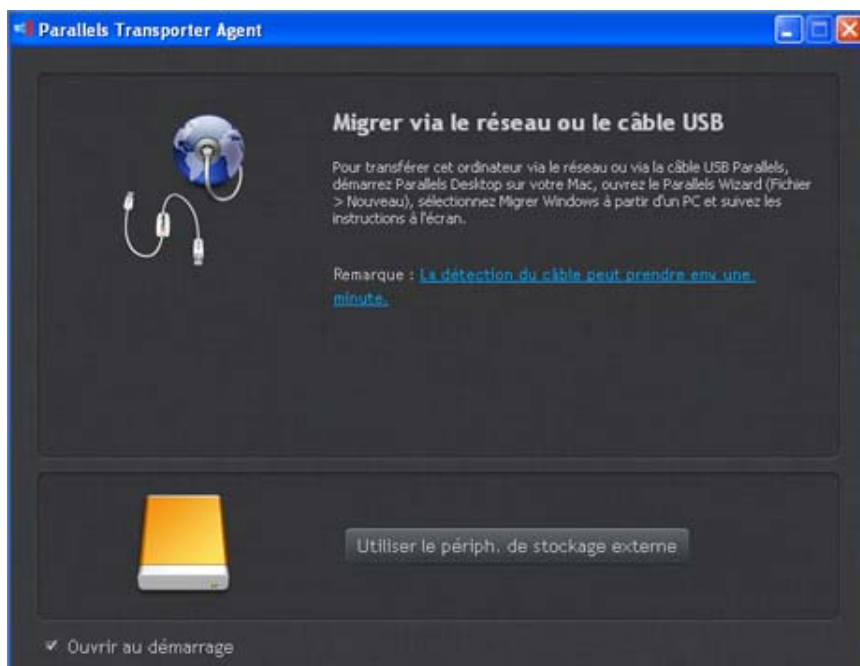 Parallels Transporter Agent
Migrer via le réseau ou le câble USB
Pour transférer cet ordinateur via le réseau ou via la câble USB Parallels,
démarrez Parallels Desktop sur votre Mac, ouvrez le Parallels Wizard (Fichier
> Nouveau), sélectionnez Migrer Windows à partir d'un PC et suivez les
instructions à l'écran.
Remarque : La détection du câble peut prendre env une
minute.
Utiliser le périph. de stockage externe
Ouvrir au démarrage